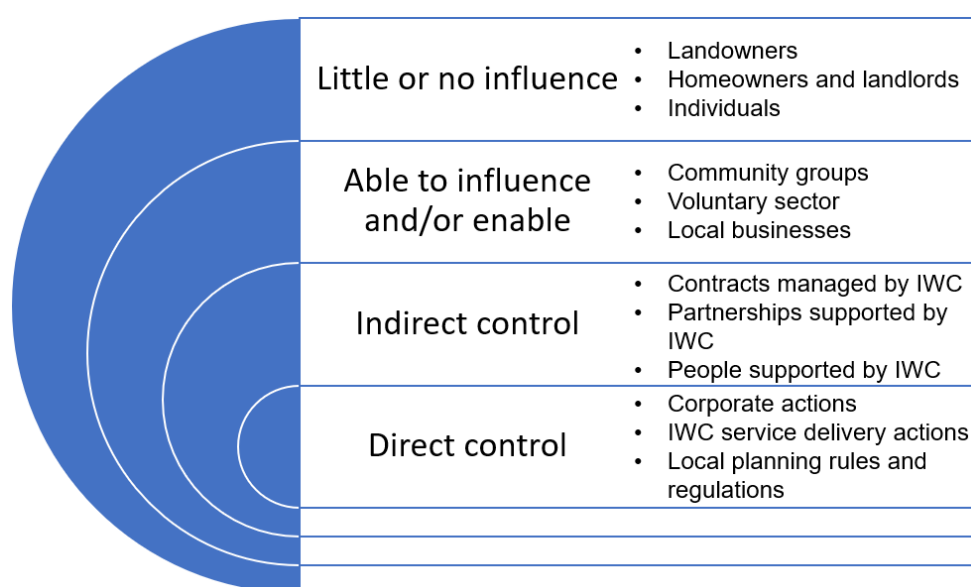 Little or no influence
• Landowners
• Homeowners and landlords
• Individuals
Able to influence
and/or enable
• Community groups
• Voluntary sector
• Local businesses
Indirect control
• Contracts managed by IWC
• Partnerships supported by
IWC
• People supported by IWC
Direct control
• Corporate actions
• IWC service delivery actions
• Local planning rules and
regulations